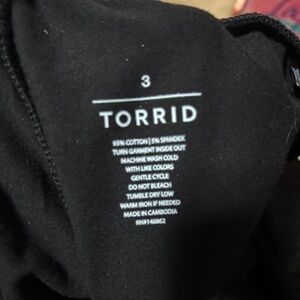 3
TORRID
95% COTTON | 5% SPANDEX
TURN GARMENT INSIDE OUT
MACHINE WASH COLD
WITH LIKE COLORS
GENTLE CYCLE
DO NOT BLEACH
TUMBLE DRY LOW
WARM IRON IF NEEDED
MADE IN CAMBODIA
RN#148862